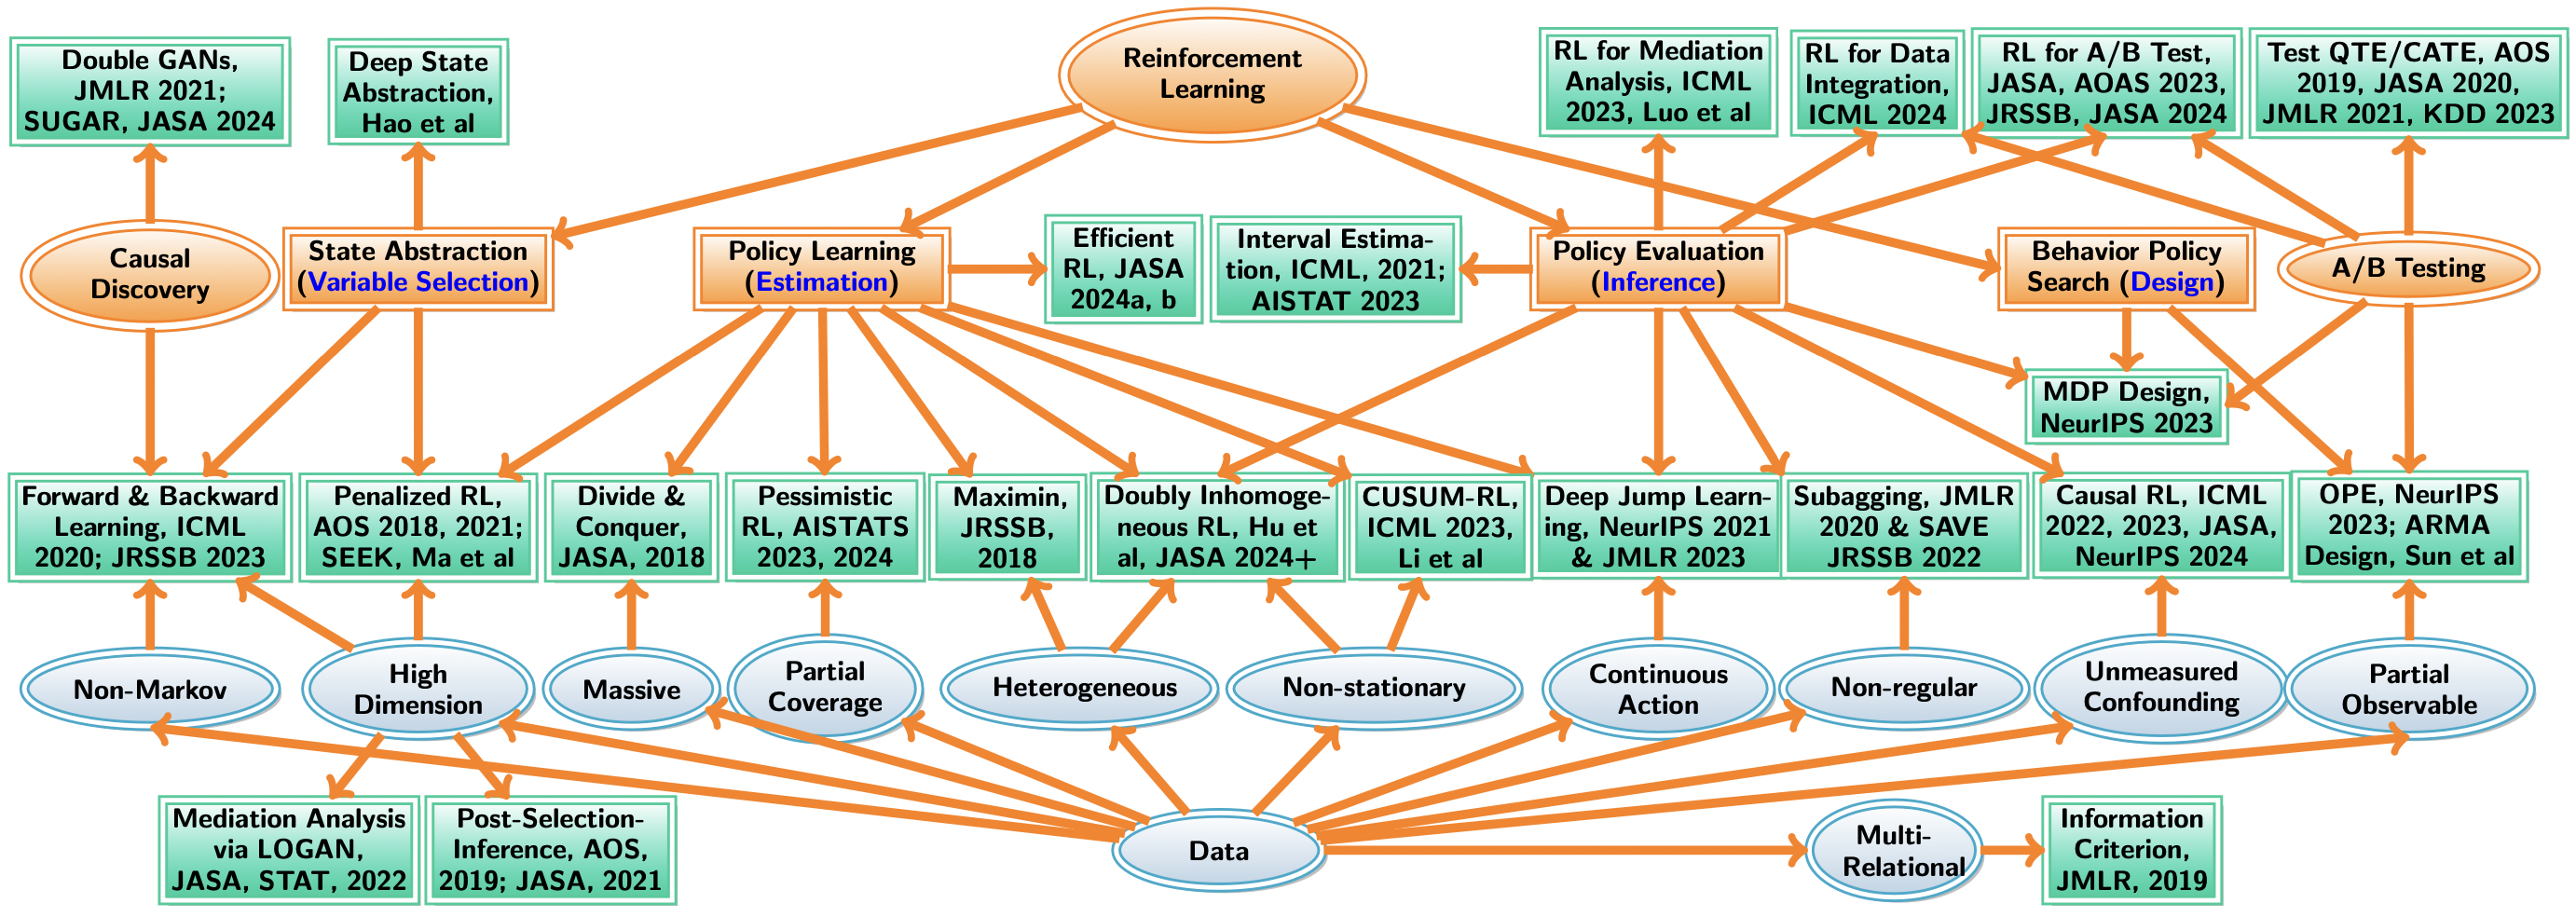 Double GANs,
JMLR 2021;
SUGAR, JASA 2024
Deep State
Abstraction,
Hao et al
Reinforcement
Learning
RL for Mediation
Analysis, ICML
2023, Luo et al
RL for Data
Integration,
ICML 2024
RL for A/B Test,
JASA, AOAS 2023,
JRSSB, JASA 2024
Test QTE/CATE, AOS
2019, JASA 2020,
JMLR 2021, KDD 2023
Causal
Discovery
State Abstraction
(Variable Selection)
Policy Learning
(Estimation)
Efficient
RL, JASA
2024a, b
Interval Estima-
tion, ICML, 2021;
AISTAT 2023
Policy Evaluation
(Inference)
Behavior Policy
Search (Design)
A/B Testing
MDP Design,
NeurIPS 2023
Forward & Backward
Learning, ICML
2020; JRSSB 2023
Penalized RL,
AOS 2018, 2021;
SEEK, Ma et al
Divide &
Conquer,
JASA, 2018
Pessimistic
RL, AISTATS
2023, 2024
Maximin,
JRSSB,
2018
Doubly Inhomoge-
neous RL, Hu et
al, JASA 2024+
CUSUM-RL,
ICML 2023,
Li et al
Deep Jump Learn-
ing, NeurIPS 2021
& JMLR 2023
Subagging, JMLR
2020 & SAVE
JRSSB 2022
Causal RL, ICML
2022, 2023, JASA,
NeurIPS 2024
OPE, NeurIPS
2023; ARMA
Design, Sun et al
Non-Markov
High
Dimension
Massive
Partial
Coverage
Heterogeneous
Non-stationary
Continuous
Action
Non-regular
Unmeasured
Confounding
Partial
Observable
Mediation Analysis
via LOGAN,
JASA, STAT, 2022
Post-Selection-
Inference, AOS,
2019; JASA, 2021
Data
Multi-
Relational
Information
Criterion,
JMLR, 2019